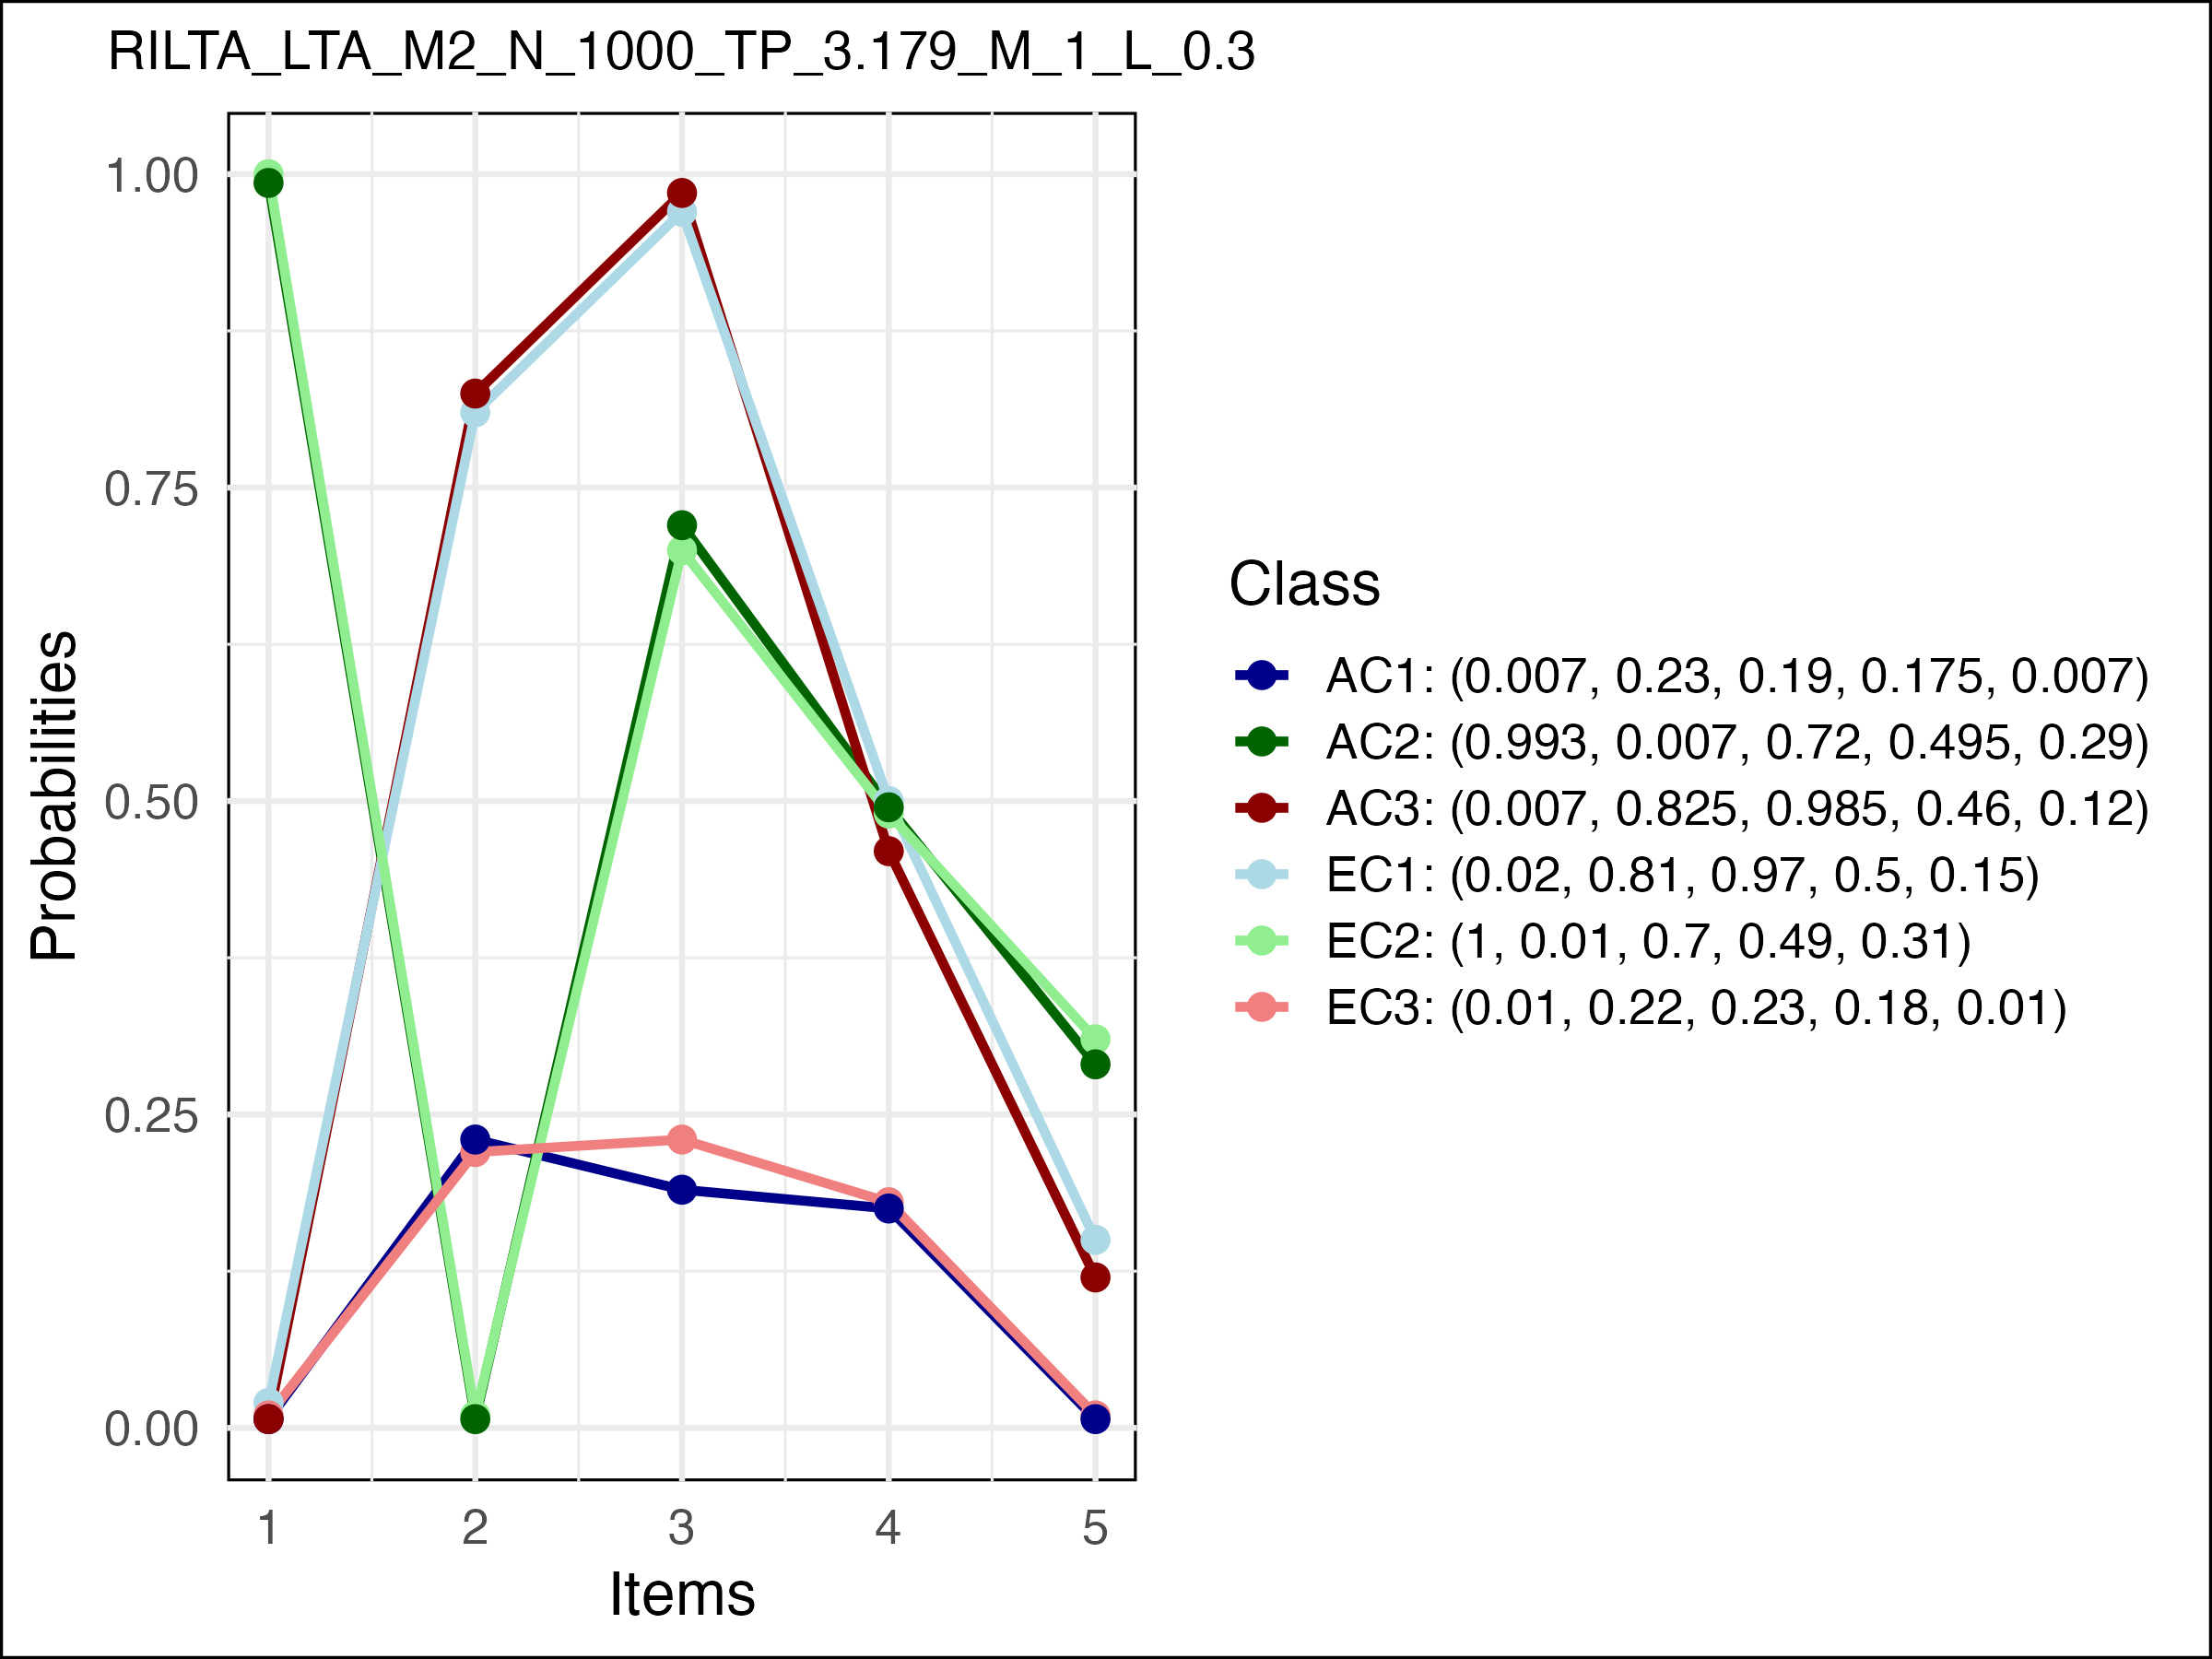 RILTA_LTA_M2_N_1000_TP_3.179_M_1_L_0.3
1.00
0.75
0.50
0.25
0.00
Probabilities
1 2 3 4 5
Items
Class
AC1: (0.007, 0.23, 0.19, 0.175, 0.007)
AC2: (0.993, 0.007, 0.72, 0.495, 0.29)
AC3: (0.007, 0.825, 0.985, 0.46, 0.12)
EC1: (0.02, 0.81, 0.97, 0.5, 0.15)
EC2: (1, 0.01, 0.7, 0.49, 0.31)
EC3: (0.01, 0.22, 0.23, 0.18, 0.01)